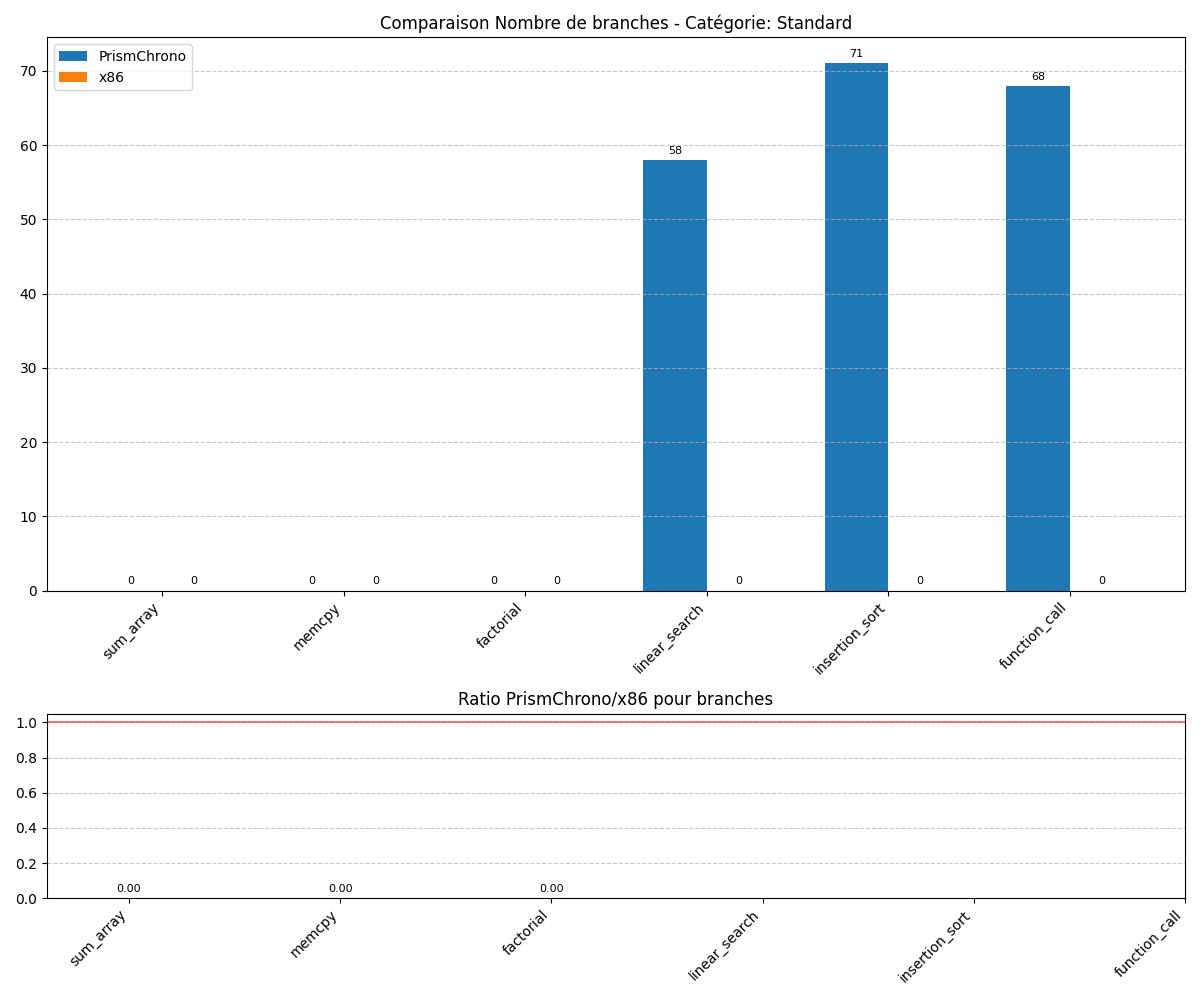 Comparaison Nombre de branches - Catégorie: Standard
PrismChrono
x86
70
60
50
40
30
20
10
0
0 0 0 0 0 0 58 0 71 0 68 0
sum_array
memcpy
factorial
linear_search
insertion_sort
function_call
Ratio PrismChrono/x86 pour branches
1.0
0.8
0.6
0.4
0.2
0.0
0.00 0.00 0.00
sum_array
memcpy
factorial
linear_search
insertion_sort
function_call